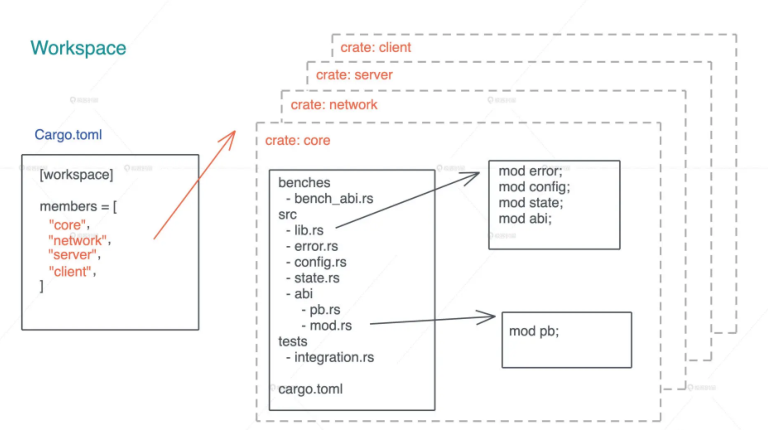 Workspace
Cargo.toml
[workspace]
members = [
"core",
"network",
"server",
"client",
]
crate: client
crate: server
crate: network
crate: core
benches
- bench_abi.rs
src
- lib.rs
- error.rs
- config.rs
- state.rs
- abi
- pb.rs
- mod.rs
tests
- integration.rs
cargo.toml
mod error;
mod config;
mod state;
mod abi;
mod pb;